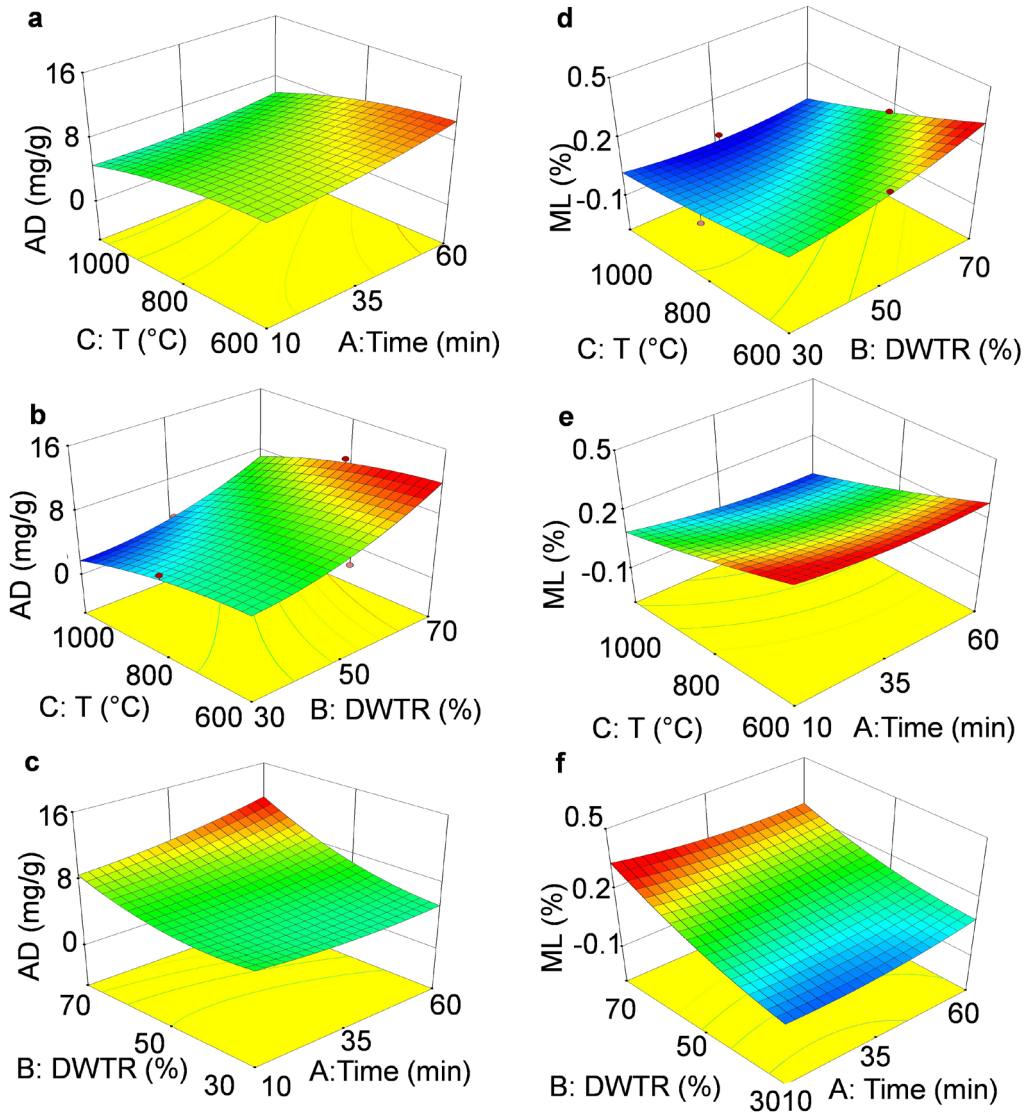 a
16
8
0
AD (mg/g)
1000
800
600
10
35
60
C: T (°C)
A:Time (min)
b
16
8
0
AD (mg/g)
1000
800
600
30
50
70
C: T (°C)
B: DWTR (%)
c
16
8
0
AD (mg/g)
70
50
30
10
35
60
B: DWTR (%)
A:Time (min)
d
0.5
0.2
-0.1
ML (%)
1000
800
600
30
50
70
C: T (°C)
B: DWTR (%)
e
0.5
0.2
-0.1
ML (%)
1000
800
600
10
35
60
C: T (°C)
A:Time (min)
f
0.5
0.2
-0.1
ML (%)
70
50
30
10
35
60
B: DWTR (%)
A: Time (min)